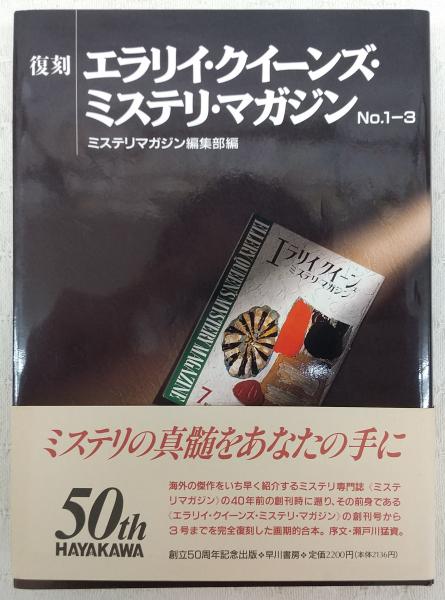 復刻
エラリイ・クイーンズ・
ミステリ・マガジン No.1-3
ミステリマガジン編集部編
ELLERY QUEEN'S MYSTERY MAGAZINE
エラリイクイーンズ
ミステリマガジン
7
ミステリの真髄をあなたの手に
50th
HAYAKAWA
海外の傑作をいち早く紹介するミステリ専門誌《ミステ
リマガジン》の40年前の創刊時に遡り、その前身である
《エラリイ・クイーンズ・ミステリ・マガジン》の創刊号から
3号までを完全復刻した画期的合本。序文・瀬戸川猛資。
創立50周年記念出版❖早川書房❖定価2200円(本体2136円)